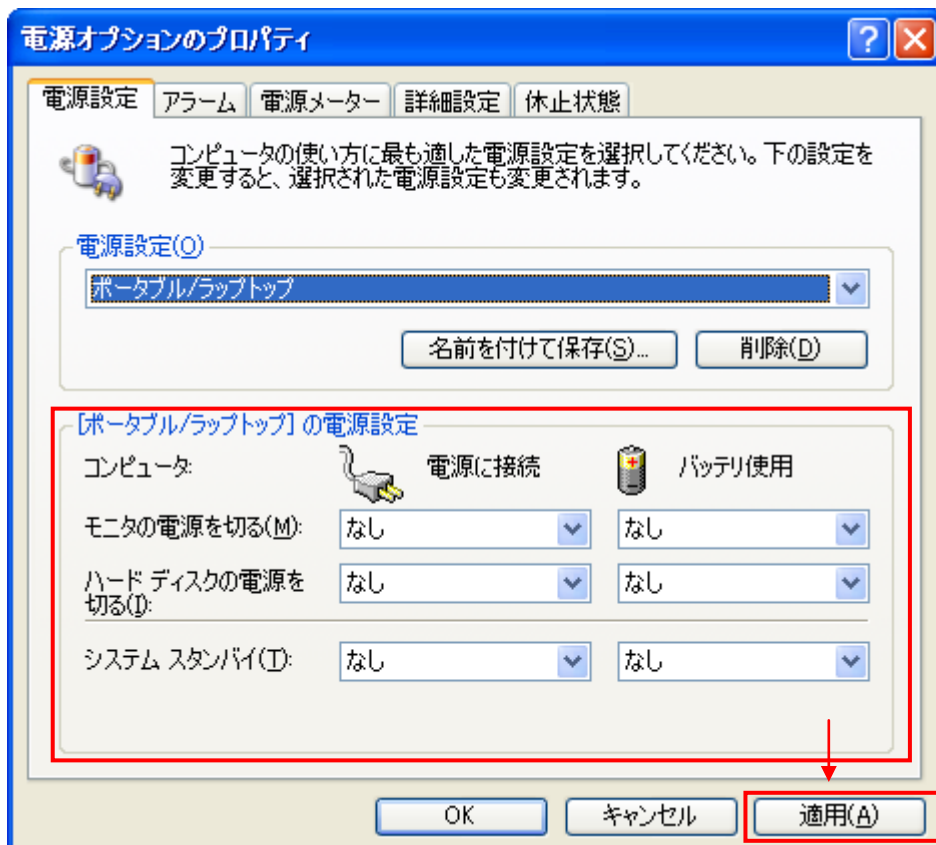 電源オプションのプロパティ
電源設定 アラーム 電源メーター 詳細設定 休止状態
コンピュータの使い方に最も適した電源設定を選択してください。下の設定を
変更すると、選択された電源設定も変更されます。
電源設定(O)
ポータブル/ラップトップ
名前を付けて保存(S)... 削除(D)
[ポータブル/ラップトップ] の電源設定
コンピュータ: 電源に接続 バッテリ使用
モニタの電源を切る(M): なし なし
ハード ディスクの電源を
切る(I): なし なし
システム スタンバイ(T): なし なし
OK キャンセル 適用(A)